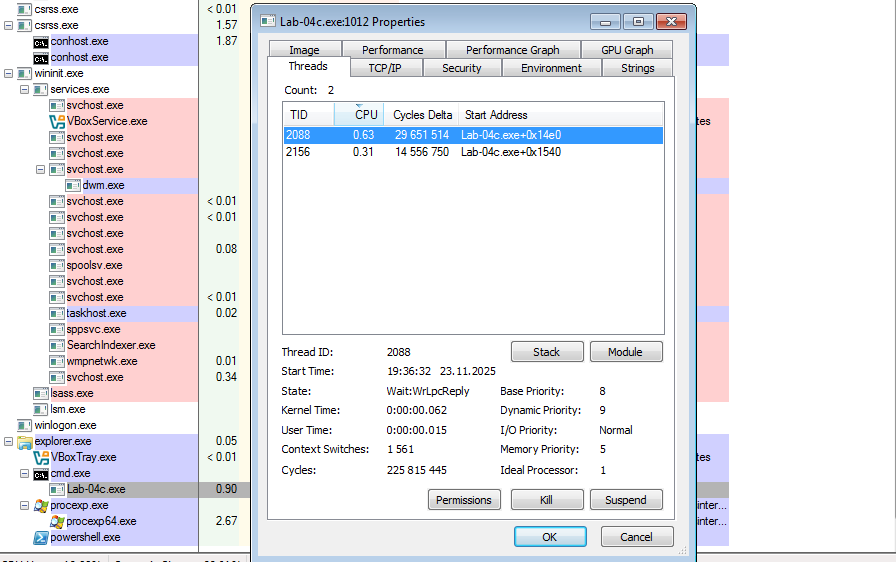 csrss.exe < 0.01
csrss.exe 1.57
conhost.exe 1.87
conhost.exe
wininit.exe
services.exe
svchost.exe
VBoxService.exe
svchost.exe
svchost.exe
svchost.exe
dwm.exe
svchost.exe < 0.01
svchost.exe < 0.01
svchost.exe
svchost.exe 0.08
spoolsv.exe
svchost.exe
svchost.exe < 0.01
taskhost.exe 0.02
sppsvc.exe
SearchIndexer.exe
wmpnetwk.exe 0.01
svchost.exe 0.34
lsass.exe
lsm.exe
winlogon.exe
explorer.exe 0.05
VBoxTray.exe < 0.01
cmd.exe
Lab-04c.exe 0.90
procexp.exe
procexp64.exe 2.67
powershell.exe
Lab-04c.exe:1012 Properties
Image Performance Performance Graph GPU Graph
Threads TCP/IP Security Environment Strings
Count: 2
TID CPU Cycles Delta Start Address
2088 0.63 29 651 514 Lab-04c.exe+0x14e0
2156 0.31 14 556 750 Lab-04c.exe+0x1540
Thread ID: 2088 Stack Module
Start Time: 19:36:32 23.11.2025
State: Wait:WrLpcReply Base Priority: 8
Kernel Time: 0:00:00.062 Dynamic Priority: 9
User Time: 0:00:00.015 I/O Priority: Normal
Context Switches: 1 561 Memory Priority: 5
Cycles: 225 815 445 Ideal Processor: 1
Permissions Kill Suspend
OK Cancel
tes
tes
inter...
inter...